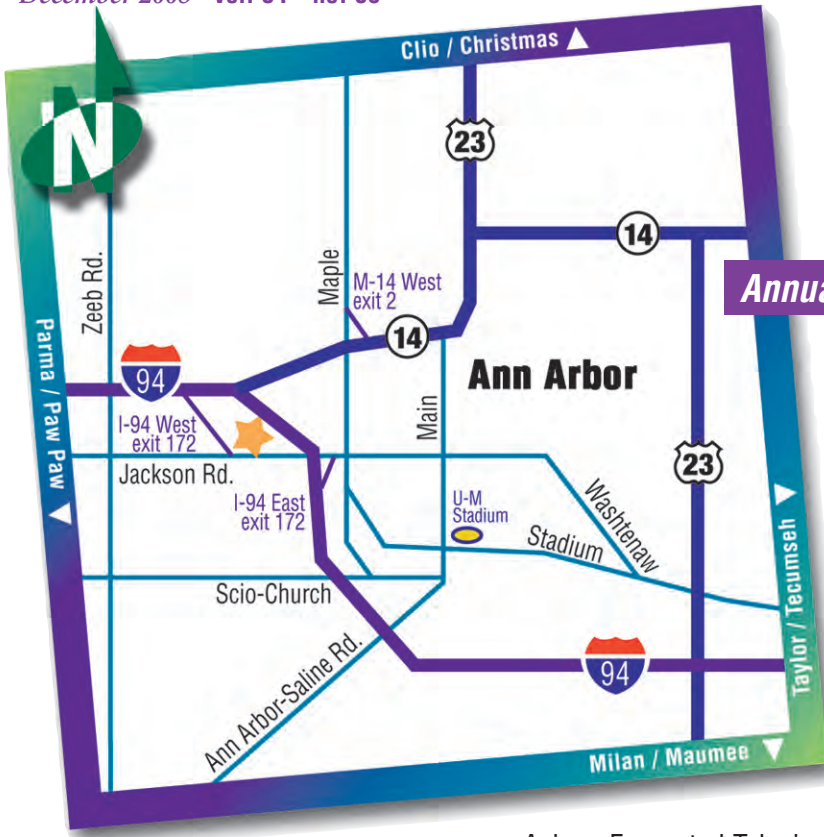 Clio / Christmas
N
23
14
Zeeb Rd.
Maple
M-14 West
exit 2
Annua
14
Parma / Paw Paw
94
Ann Arbor
Main
I-94 West
exit 172
Jackson Rd.
23
I-94 East
exit 172
U-M
Stadium
Washtenaw
Stadium
Scio-Church
Taylor / Tecumseh
94
Ann Arbor-Saline Rd.
Milan / Maumee